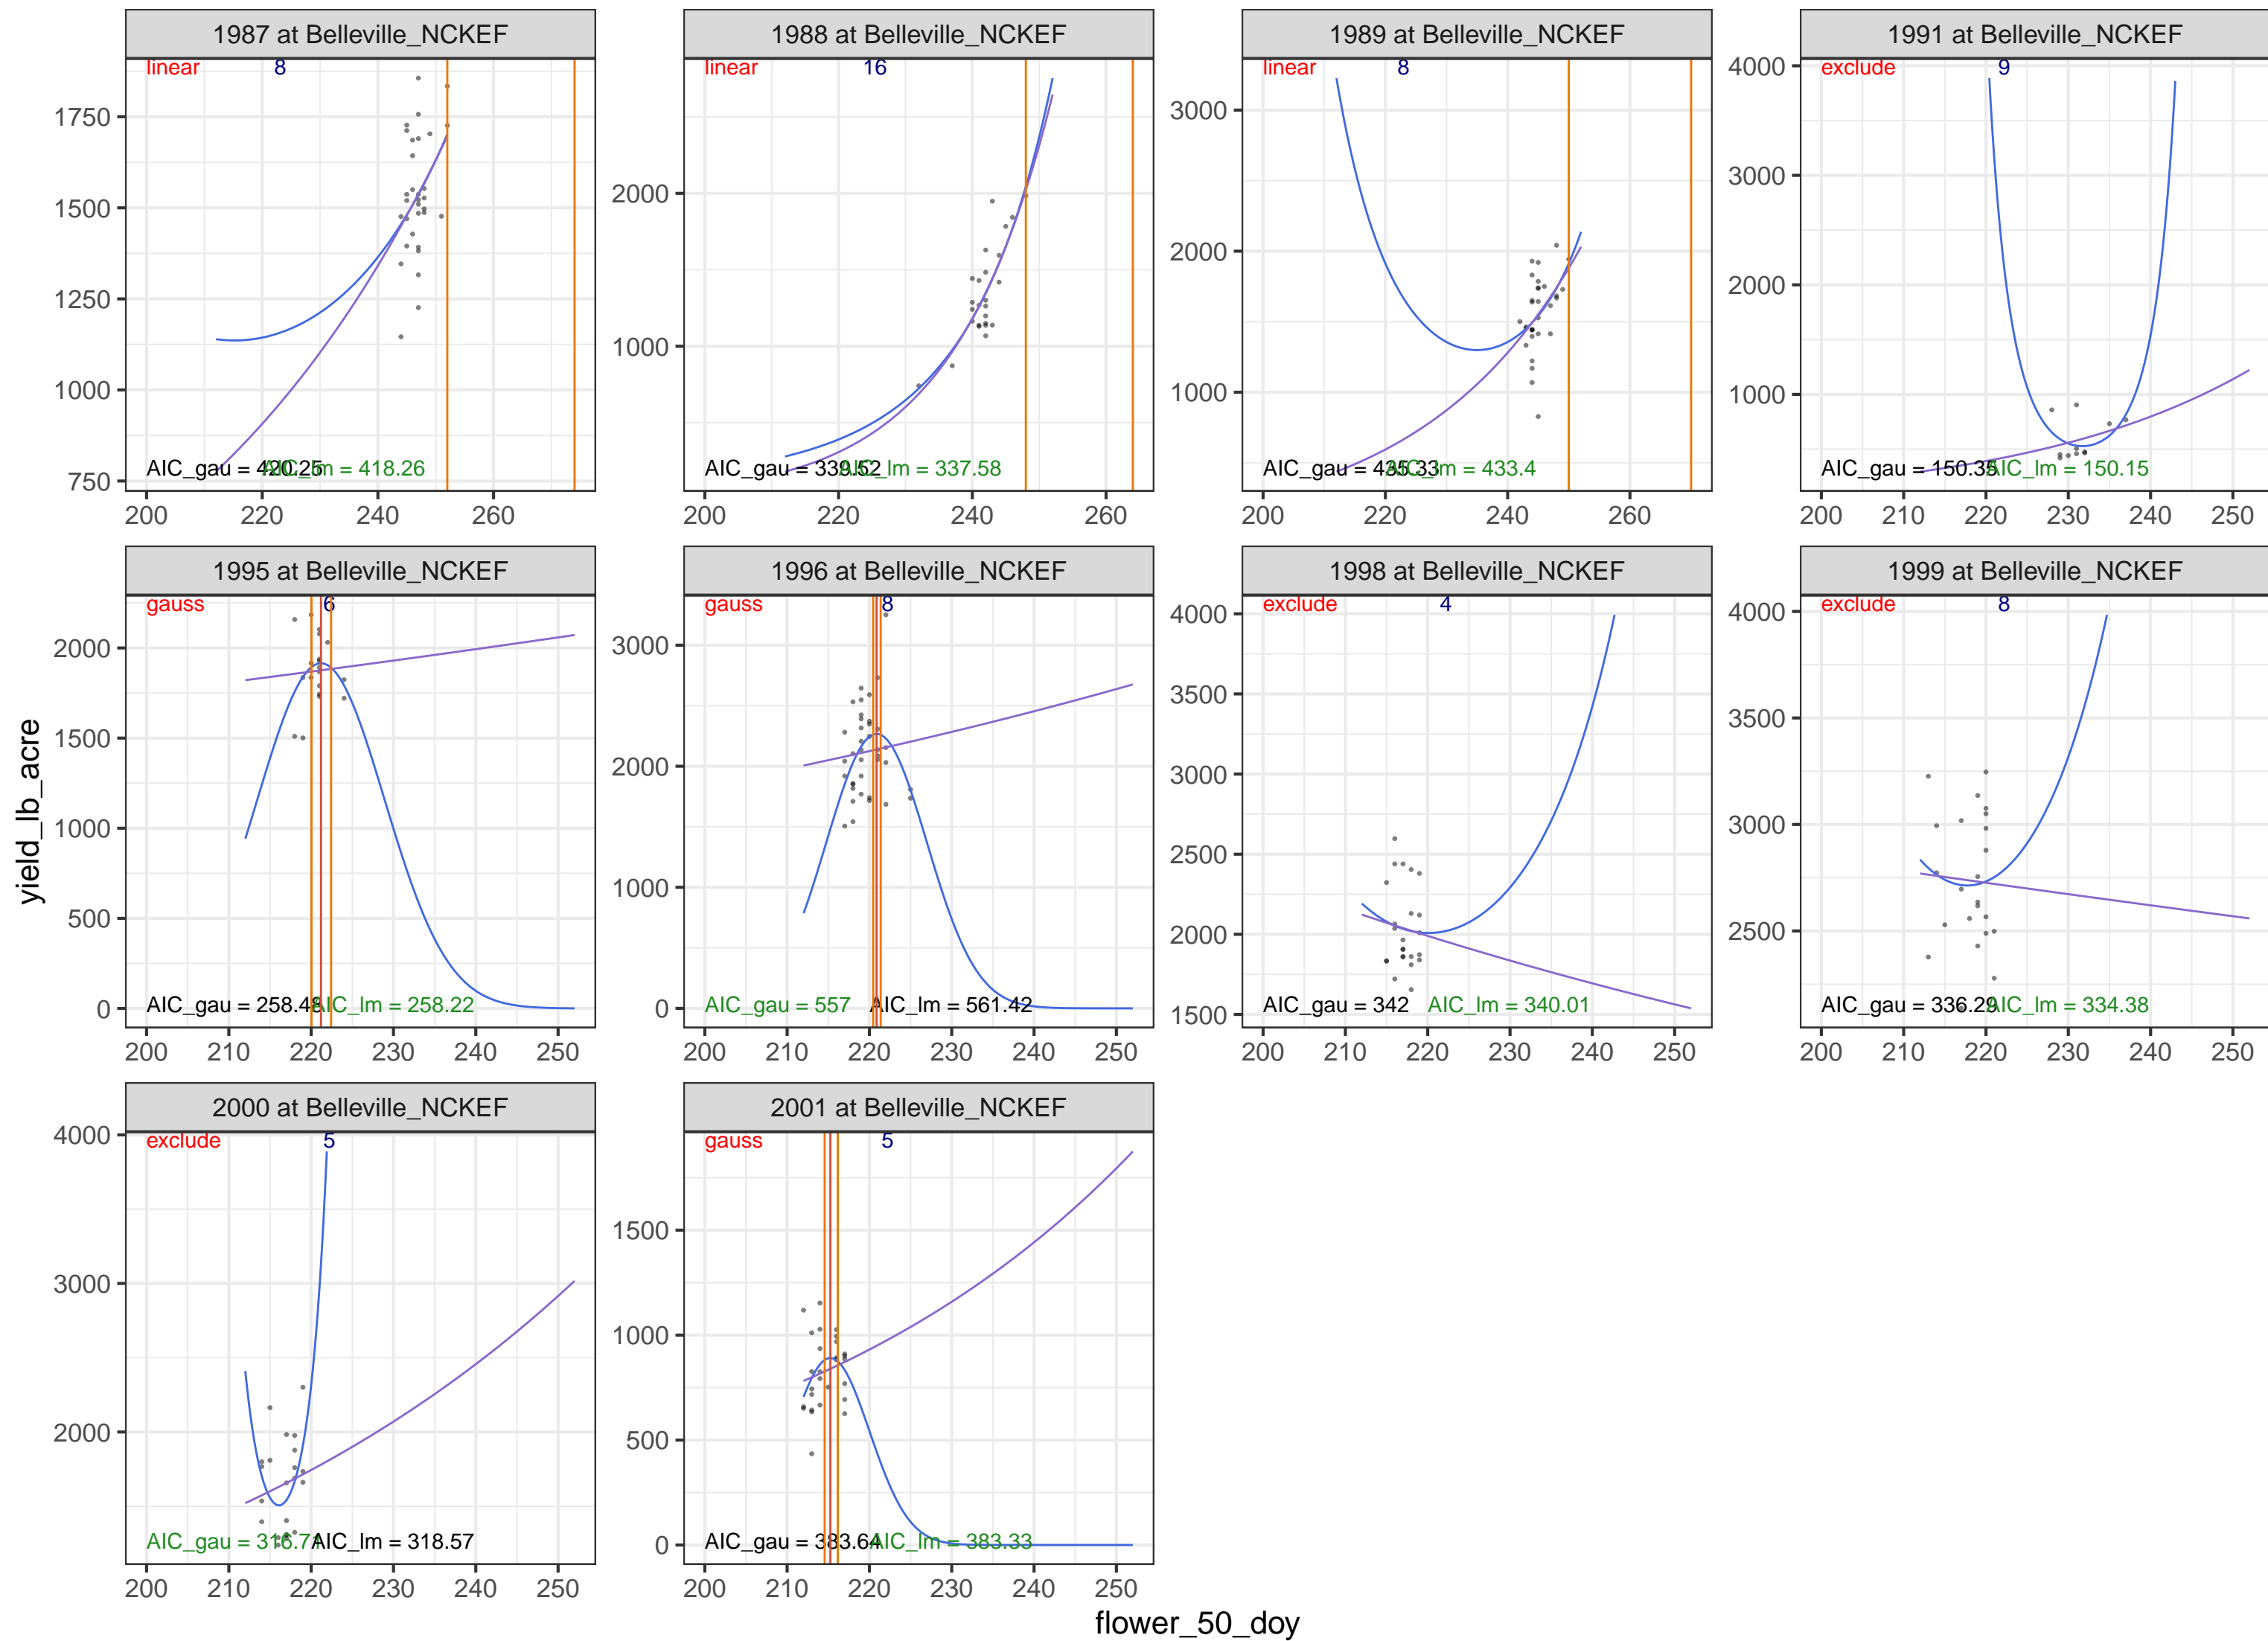 1987 at Belleville_NCKEF
1988 at Belleville_NCKEF
1989 at Belleville_NCKEF
1991 at Belleville_NCKEF
linear 8
1750
1500
1250
1000
750
AIC_gau = 420.25 AIC_lm = 418.26
200 220 240 260
linear 16
2000
1000
AIC_gau = 339.52 AIC_lm = 337.58
200 220 240 260
linear 8
3000
2000
1000
AIC_gau = 435.33 AIC_lm = 433.4
200 220 240 260
exclude 9
4000
3000
2000
1000
AIC_gau = 150.35 AIC_lm = 150.15
200 210 220 230 240 250
1995 at Belleville_NCKEF
1996 at Belleville_NCKEF
1998 at Belleville_NCKEF
1999 at Belleville_NCKEF
gauss 6
2000
1500
1000
500
0
AIC_gau = 258.48 AIC_lm = 258.22
200 210 220 230 240 250
gauss 8
3000
2000
1000
0
AIC_gau = 557 AIC_lm = 561.42
200 210 220 230 240 250
exclude 4
4000
3500
3000
2500
2000
1500
AIC_gau = 342 AIC_lm = 340.01
200 210 220 230 240 250
exclude 8
4000
3500
3000
2500
AIC_gau = 336.29 AIC_lm = 334.38
200 210 220 230 240 250
2000 at Belleville_NCKEF
2001 at Belleville_NCKEF
exclude 5
4000
3000
2000
AIC_gau = 316.71 AIC_lm = 318.57
200 210 220 230 240 250
gauss 5
1500
1000
500
0
AIC_gau = 383.64 AIC_lm = 383.33
200 210 220 230 240 250
yield_lb_acre
flower_50_doy